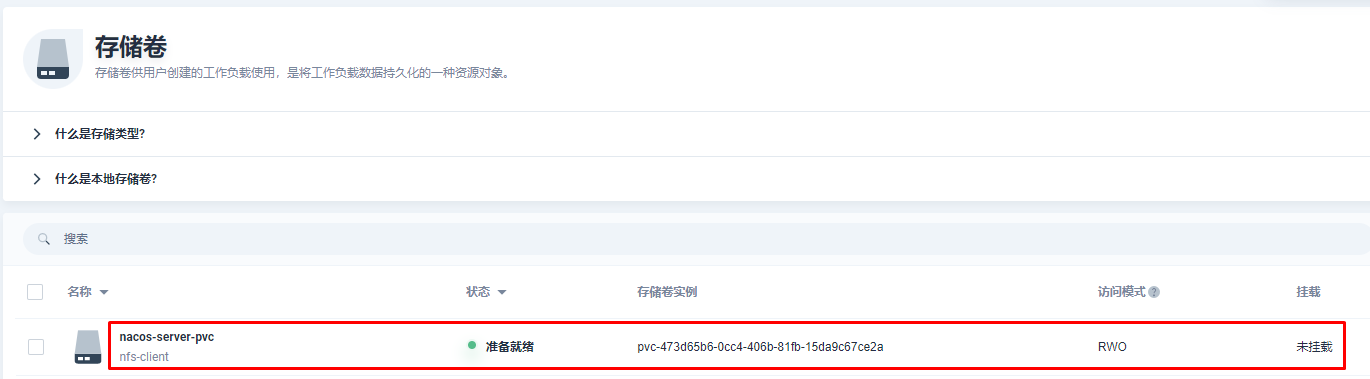 存储卷
存储卷供用户创建的工作负载使用，是将工作负载数据持久化的一种资源对象。
什么是存储类型?
什么是本地存储卷?
搜索
名称 状态 存储卷实例 访问模式 ? 挂载
nacos-server-pvc 准备就绪 pvc-473d65b6-0cc4-406b-81fb-15da9c67ce2a RWO 未挂载
nfs-client